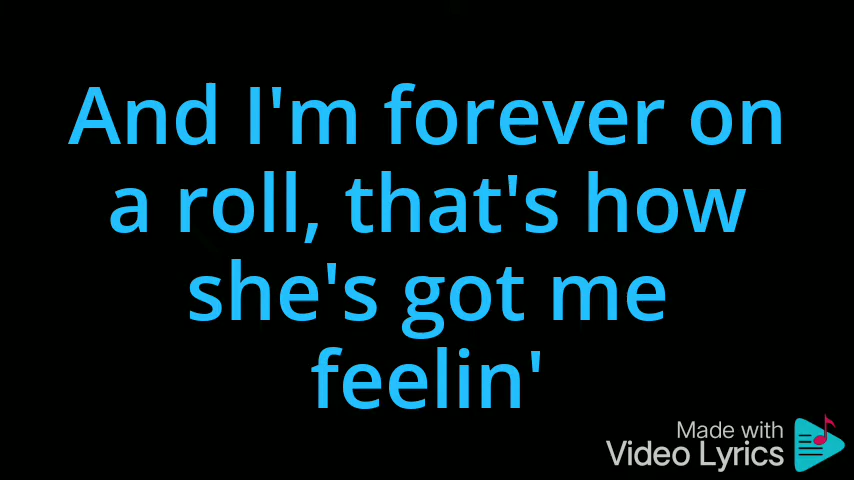 And I'm forever on
a roll, that's how
she's got me
feelin'
Made with
Video Lyrics